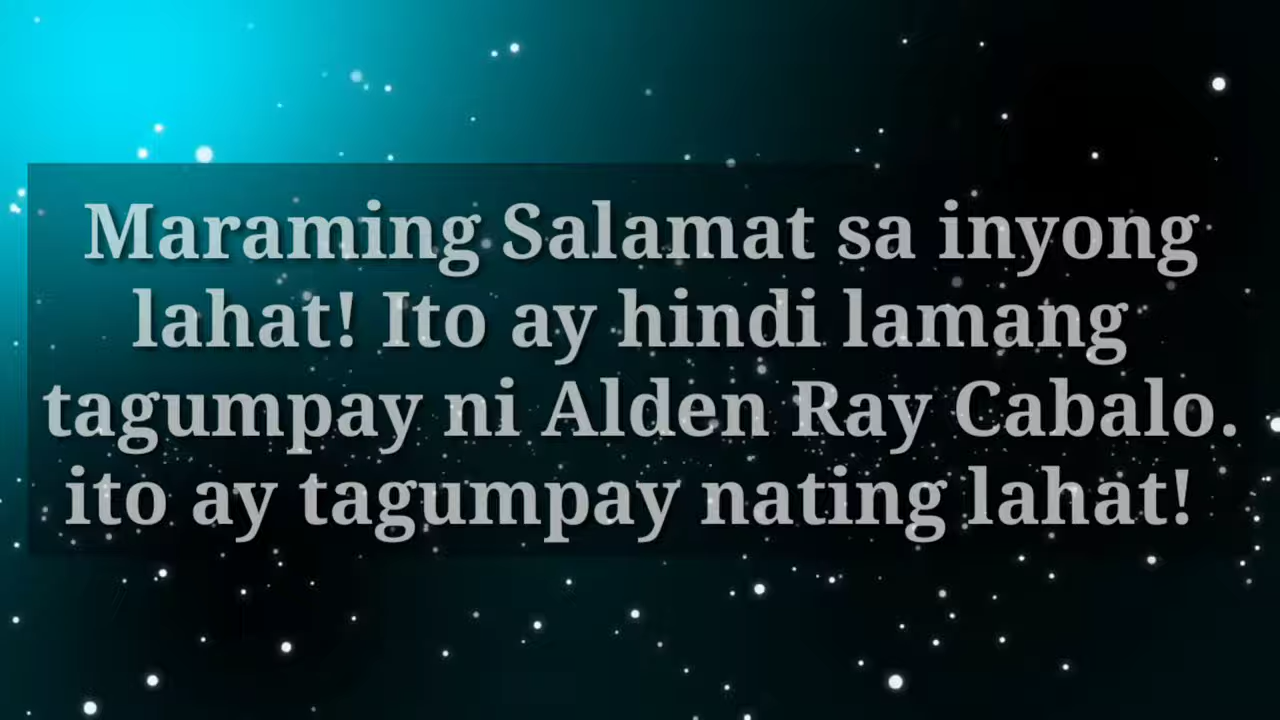 Maraming Salamat sa inyong
lahat! Ito ay hindi lamang
tagumpay ni Alden Ray Cabalo.
ito ay tagumpay nating lahat!